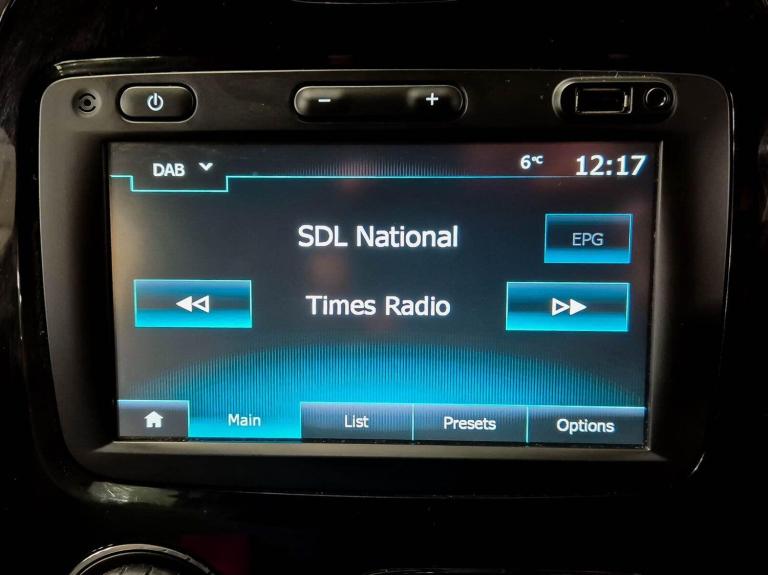 − +
DAB 6°C 12:17
SDL National EPG
Times Radio
Main List Presets Options